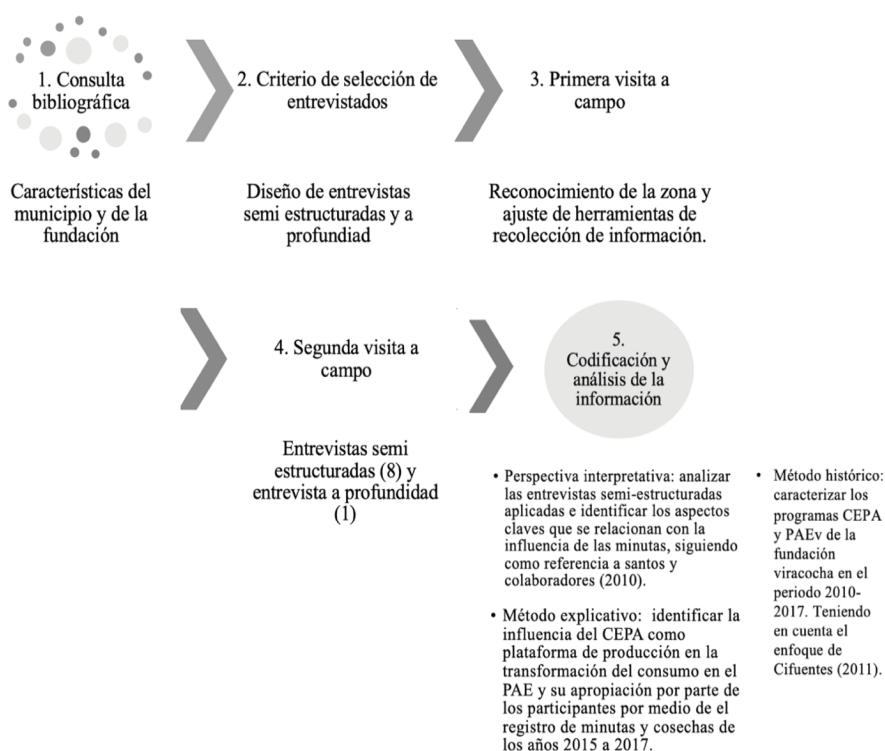 1. Consulta
bibliográfica
Características del
municipio y de la
fundación
2. Criterio de selección de
entrevistados
Diseño de entrevistas
semi estructuradas y a
profundiad
3. Primera visita a
campo
Reconocimiento de la zona y
ajuste de herramientas de
recolección de información.
4. Segunda visita a
campo
Entrevistas semi
estructuradas (8) y
entrevista a profundidad
(1)
5.
Codificación y
análisis de la
información
• Perspectiva interpretativa: analizar
las entrevistas semi-estructuradas
aplicadas e identificar los aspectos
claves que se relacionan con la
influencia de las minutas, siguiendo
como referencia a santos y
colaboradores (2010).
• Método explicativo: identificar la
influencia del CEPA como
plataforma de producción en la
transformación del consumo en el
PAE y su apropiación por parte de
los participantes por medio de el
registro de minutas y cosechas de
los años 2015 a 2017.
• Método histórico:
caracterizar los
programas CEPA
y PAEv de la
fundación
viracocha en el
periodo 2010-
2017. Teniendo
en cuenta el
enfoque de
Cifuentes (2011).